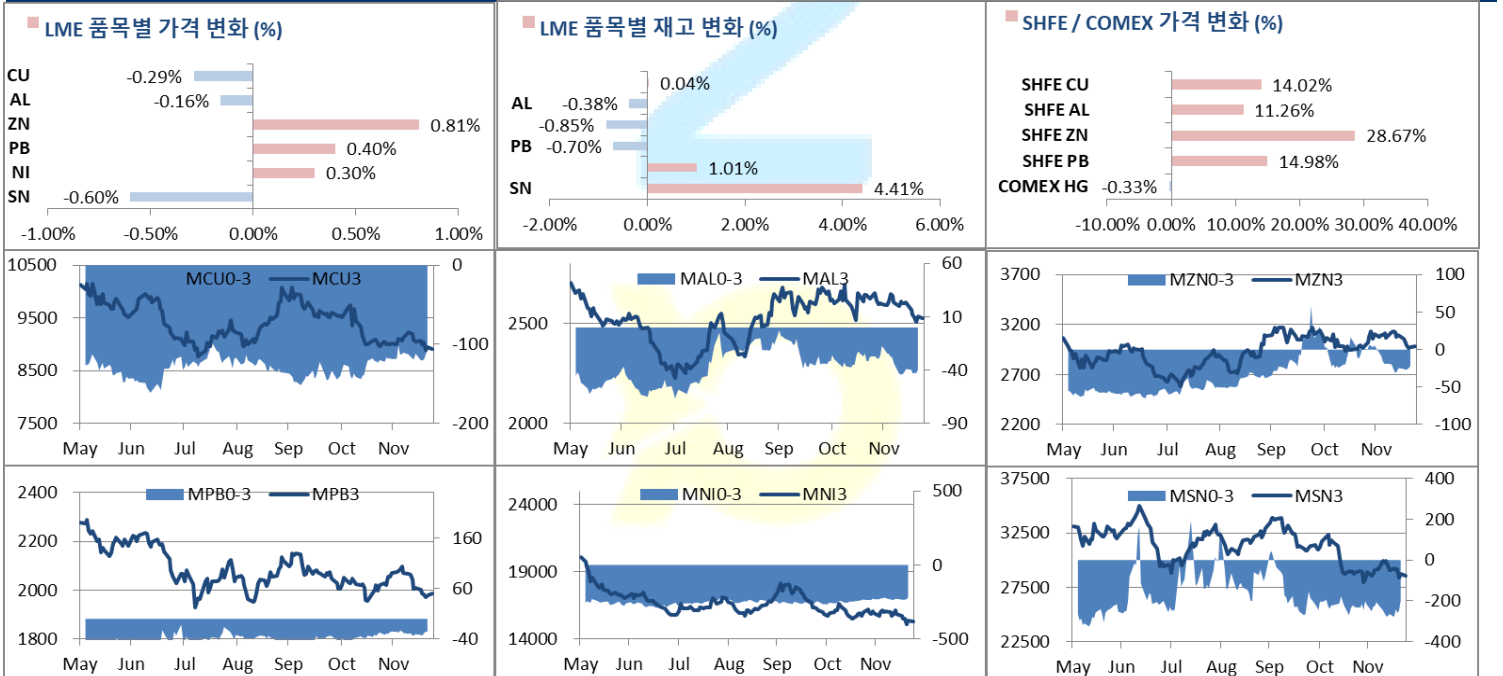 LME 품목별 가격 변화 (%)
CU
-0.29%
AL
-0.16%
ZN
0.81%
PB
0.40%
NI
0.30%
SN
-0.60%
-1.00% -0.50% 0.00% 0.50% 1.00%
LME 품목별 재고 변화 (%)
0.04%
AL
-0.38%
-0.85%
PB
-0.70%
1.01%
SN
4.41%
-2.00% 0.00% 2.00% 4.00% 6.00%
SHFE / COMEX 가격 변화 (%)
SHFE CU
14.02%
SHFE AL
11.26%
SHFE ZN
28.67%
SHFE PB
14.98%
COMEX HG
-0.33%
-10.00% 0.00% 10.00% 20.00% 30.00% 40.00%
MCU0-3 MCU3
10500
9500
8500
7500
0
-100
-200
May Jun Jul Aug Sep Oct Nov
MAL0-3 MAL3
2500
2000
60
10
-40
-90
May Jun Jul Aug Sep Oct Nov
MZN0-3 MZN3
3700
3200
2700
2200
100
50
0
-50
-100
May Jun Jul Aug Sep Oct Nov
MPB0-3 MPB3
2400
2200
2000
1800
160
60
-40
May Jun Jul Aug Sep Oct Nov
MNI0-3 MNI3
24000
19000
14000
500
0
-500
May Jun Jul Aug Sep Oct Nov
MSN0-3 MSN3
37500
32500
27500
22500
400
200
0
-200
-400
May Jun Jul Aug Sep Oct Nov